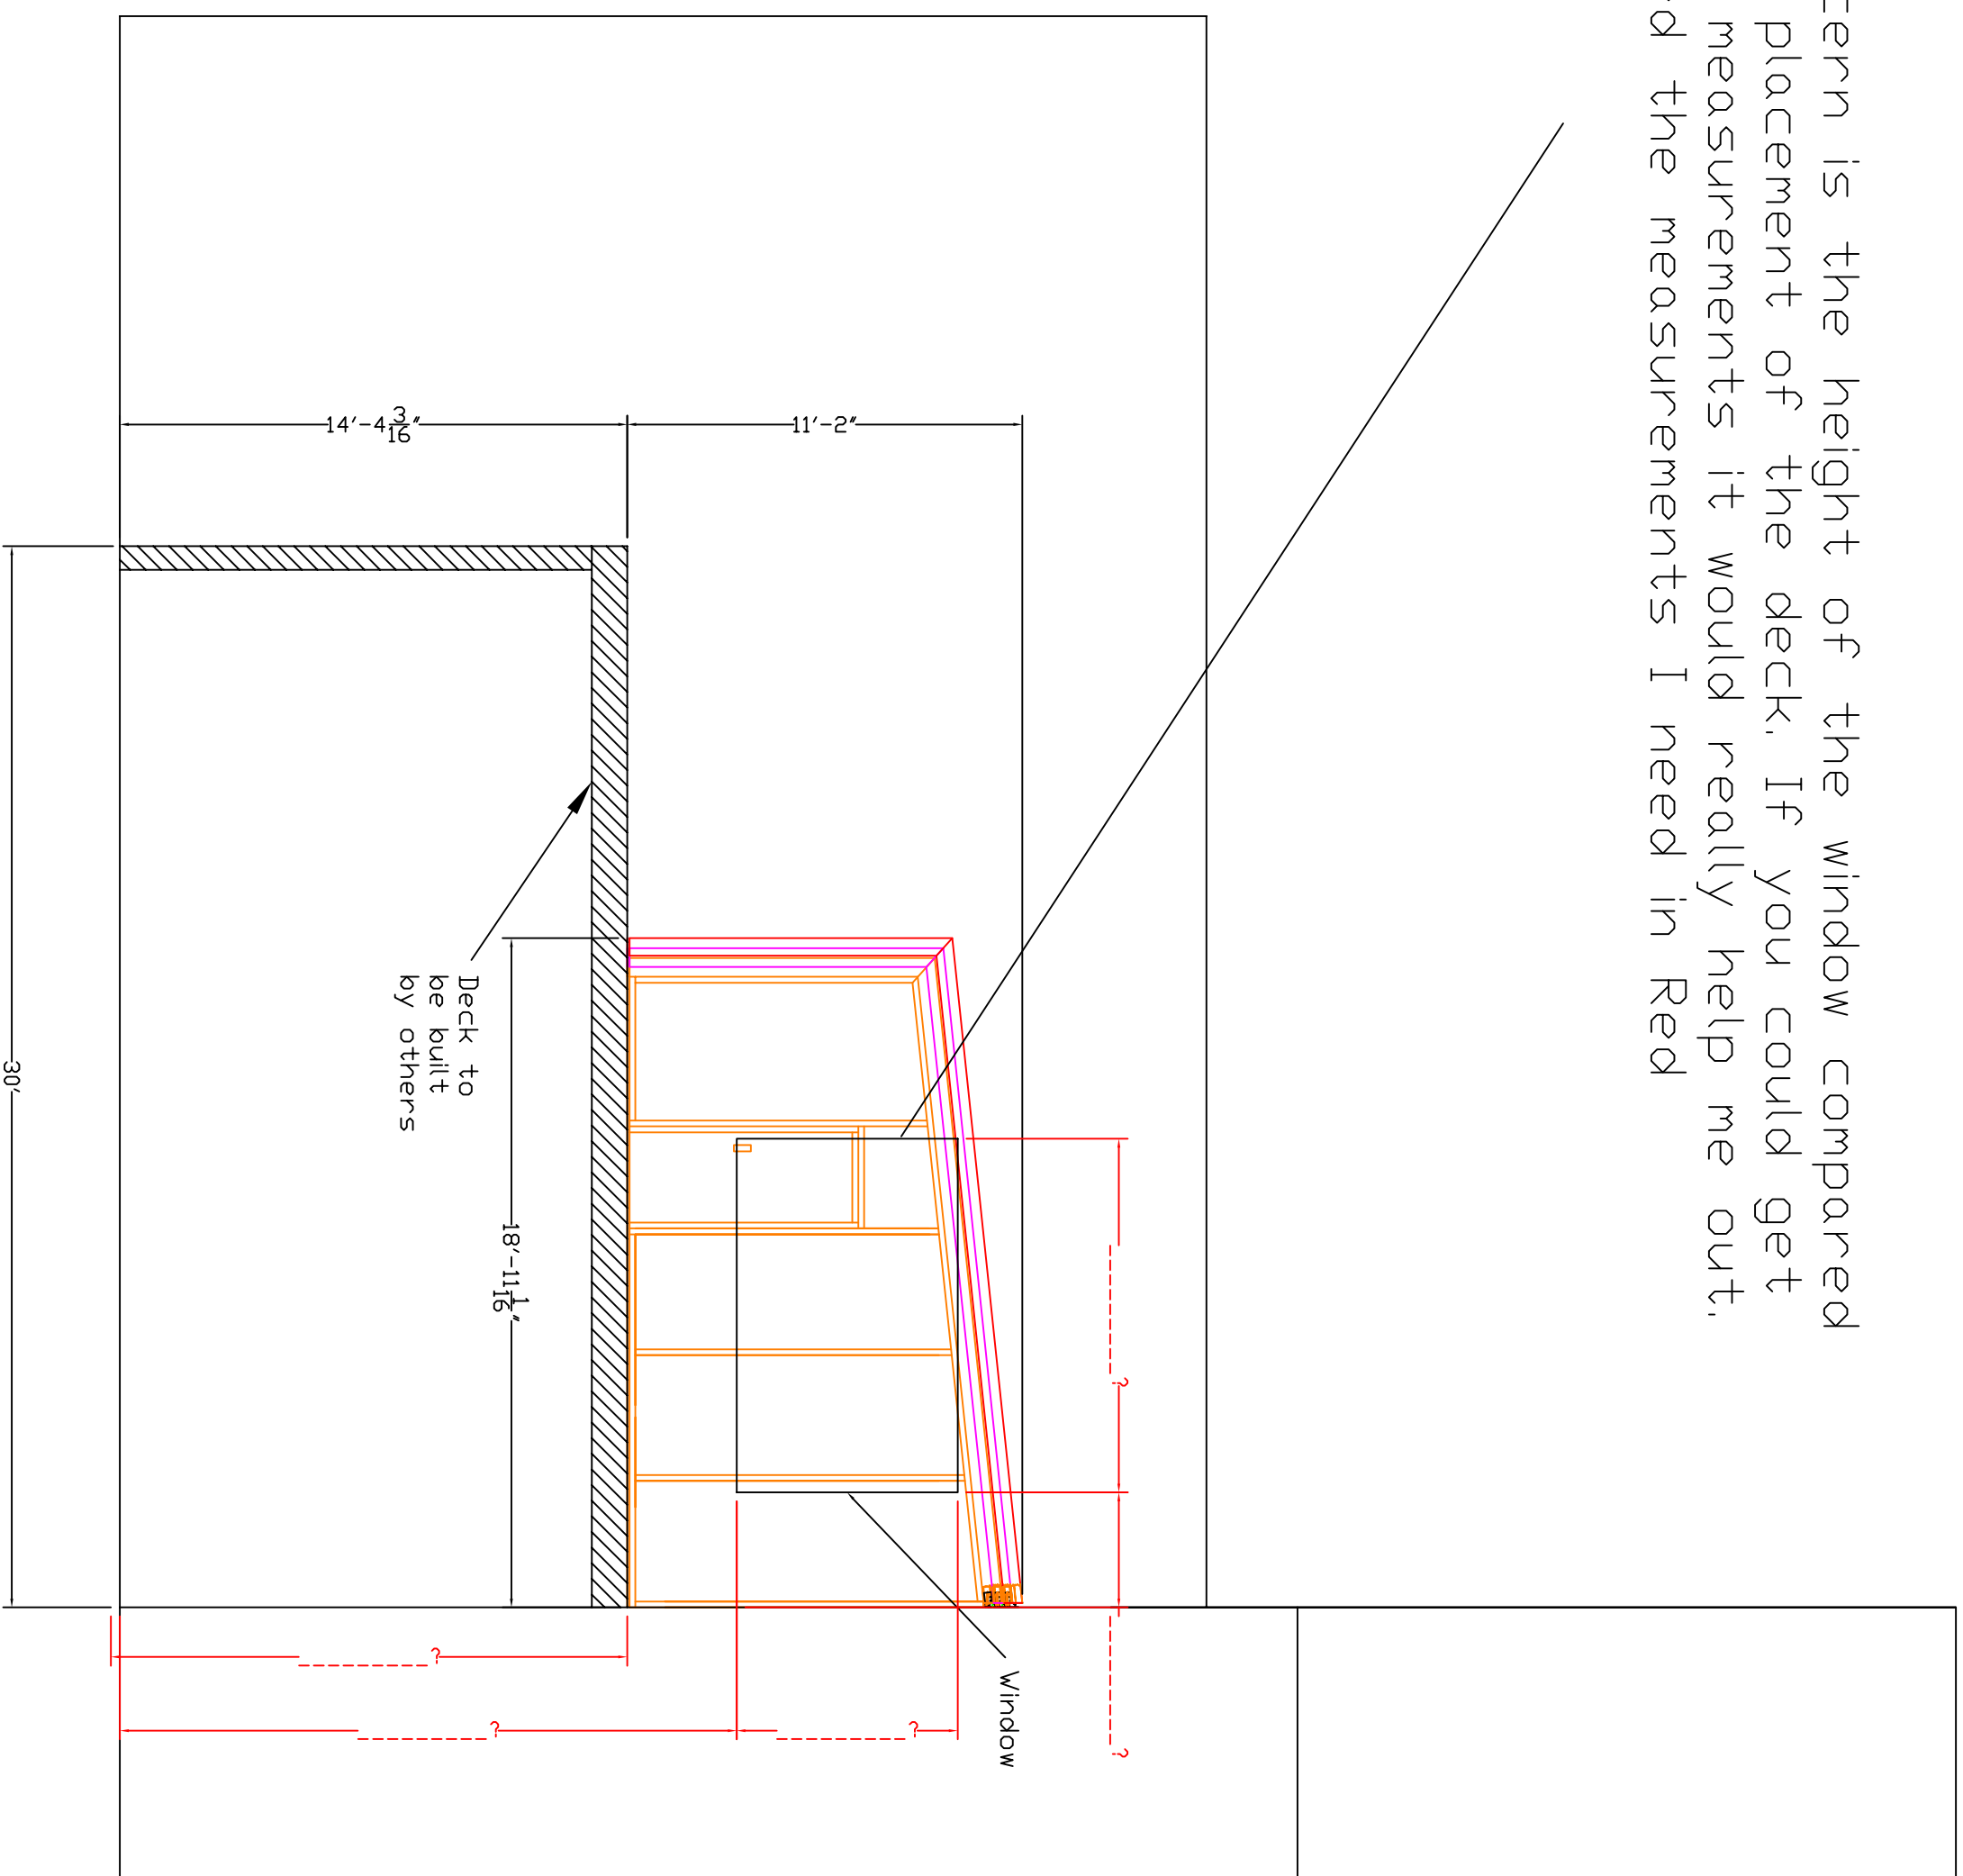 cern is the height of the window compared
placement of the deck. If you could get
measurements it would really help me out.
d the measurements I need in Red
11'-2"
14'-4 3/16"
Deck to
be built
by others
18'-11 1/16"
30'
?
?
?
?
?
Window